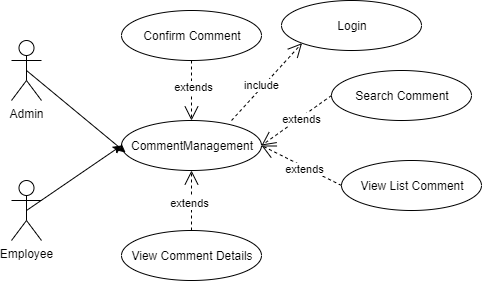 Confirm Comment
Login
extends
include
Search Comment
Admin
extends
CommentManagement
extends
View List Comment
extends
Employee
View Comment Details